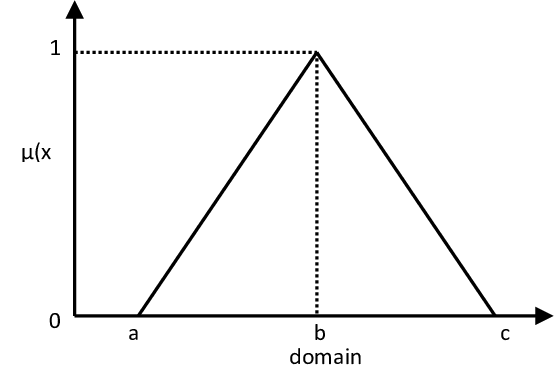 1
μ(x
0
a b c
domain